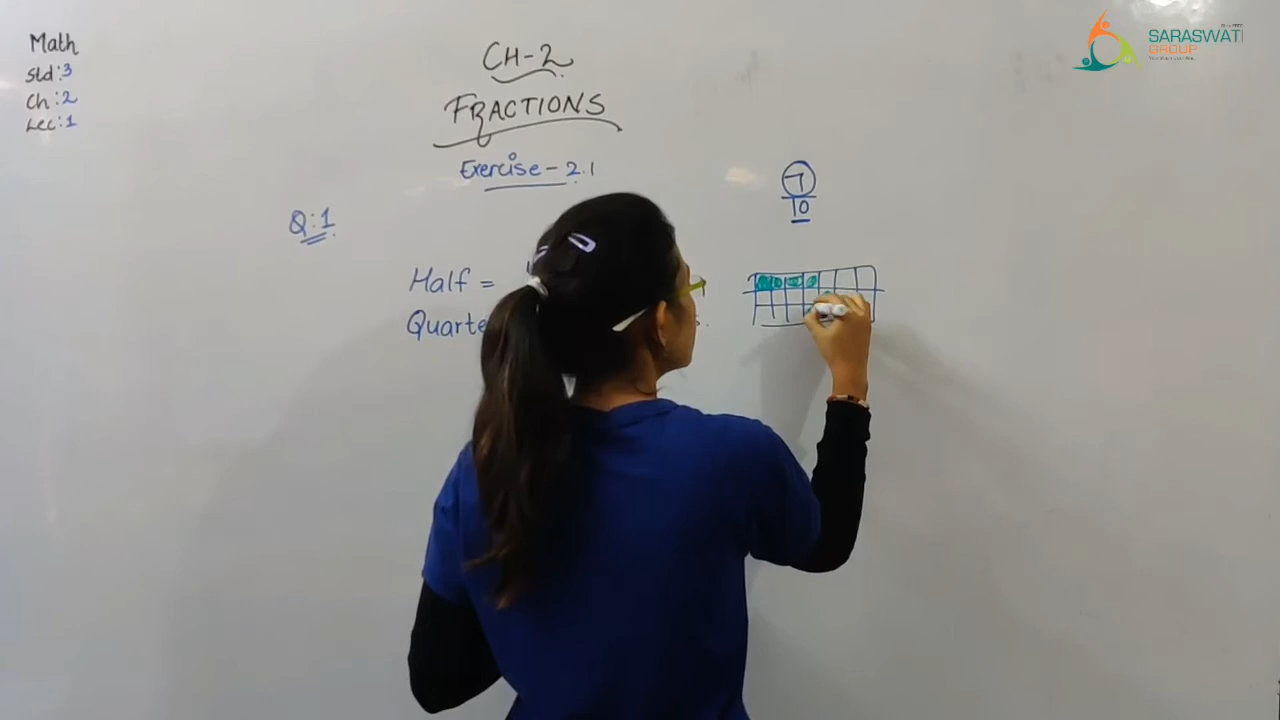 Math
Std:3
Ch:2
Lec:1
CH-2
FRACTIONS
Exercise-2.1
Q:1
7
10
Half =
Quarte
SARASWATI
GROUP